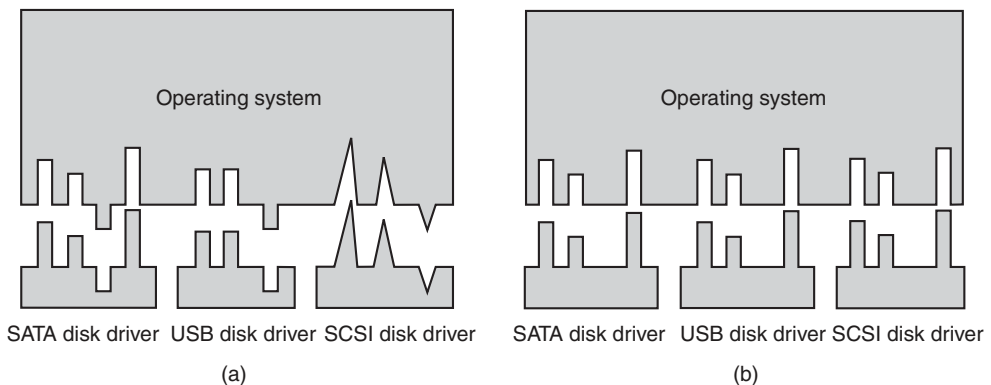 Operating system
Operating system
SATA disk driver USB disk driver SCSI disk driver
SATA disk driver USB disk driver SCSI disk driver
(a)
(b)